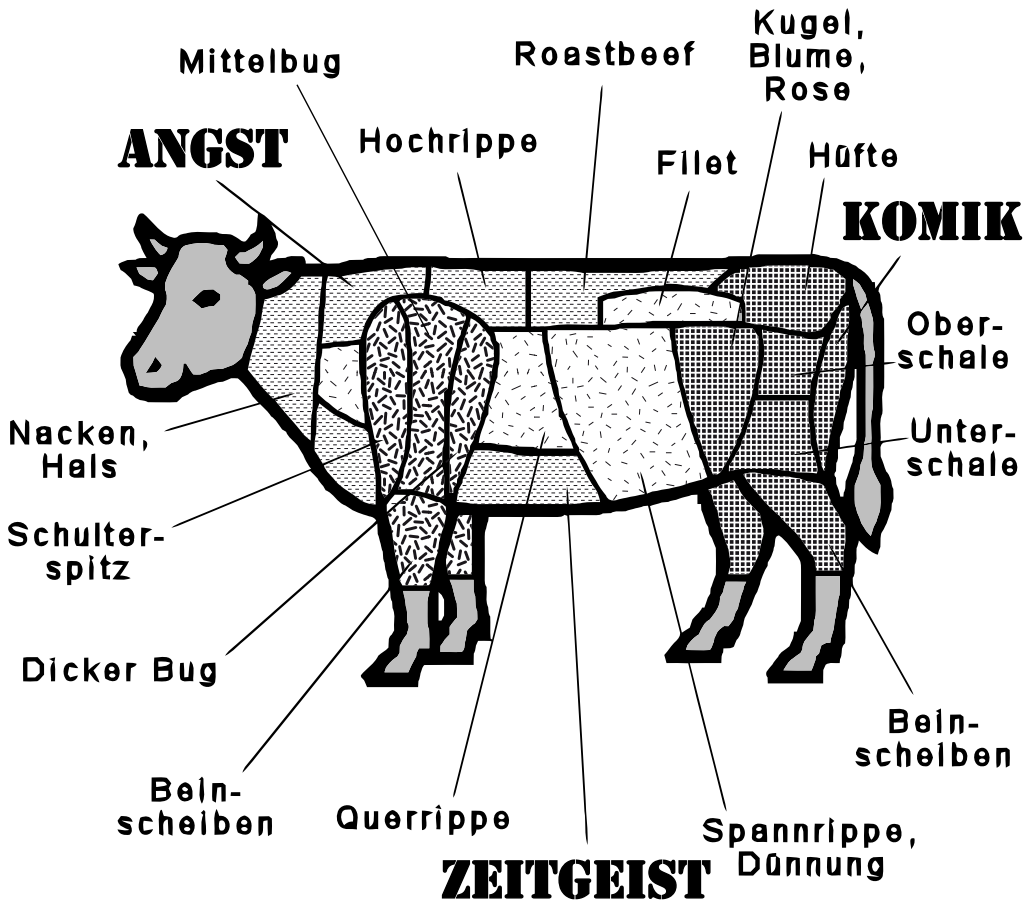 Kugel,
Blume,
Rose
Roastbeef
Mittelbug
ANGST
Hochrippe
Filet
Hüfte
KOMIK
Ober-
schale
Nacken,
Hals
Unter-
schale
Schulter-
spitz
Dicker Bug
Bein-
scheiben
Bein-
scheiben
Querrippe
Spannrippe,
Dünnung
ZEITGEIST